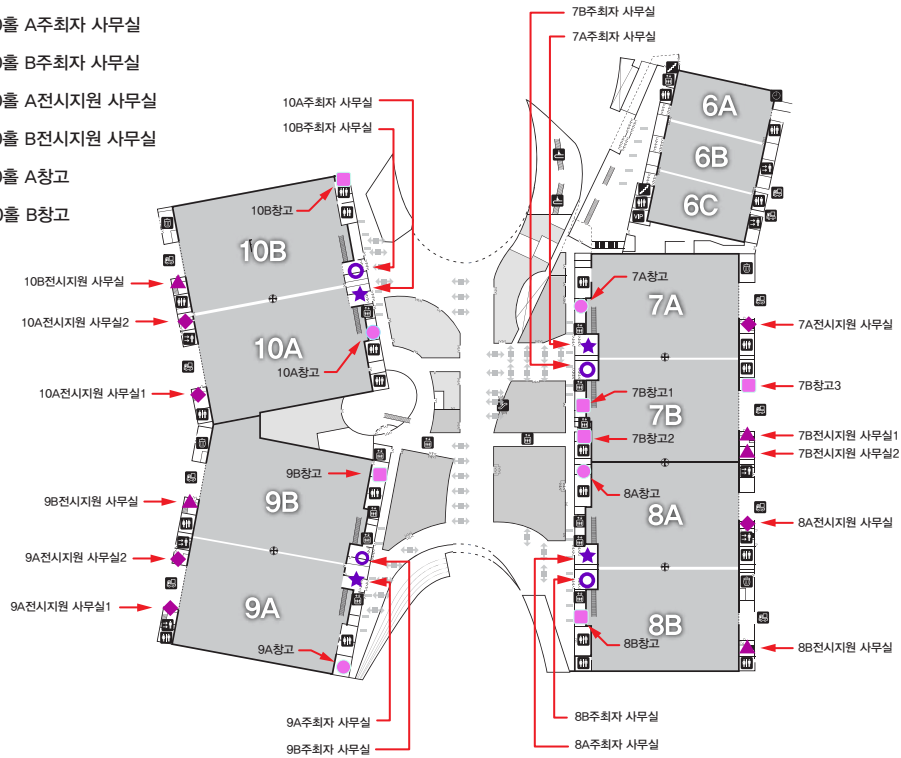 홀 A주최자 사무실
홀 B주최자 사무실
홀 A전시지원 사무실
홀 B전시지원 사무실
홀 A창고
홀 B창고
7B주최자 사무실
7A주최자 사무실
10A주최자 사무실
10B주최자 사무실
6A
6B
6C
VIP
10B창고
10B
10B전시지원 사무실
10A전시지원 사무실2
10A
10A창고
10A전시지원 사무실1
7A창고
7A
7A전시지원 사무실
7B창고1
7B창고3
7B
7B창고2
7B전시지원 사무실1
7B전시지원 사무실2
9B창고
9B
9B전시지원 사무실
9A전시지원 사무실2
9A전시지원 사무실1
9A
9A창고
8A창고
8A
8A전시지원 사무실
8B
8B창고
8B전시지원 사무실
9A주최자 사무실
9B주최자 사무실
8B주최자 사무실
8A주최자 사무실